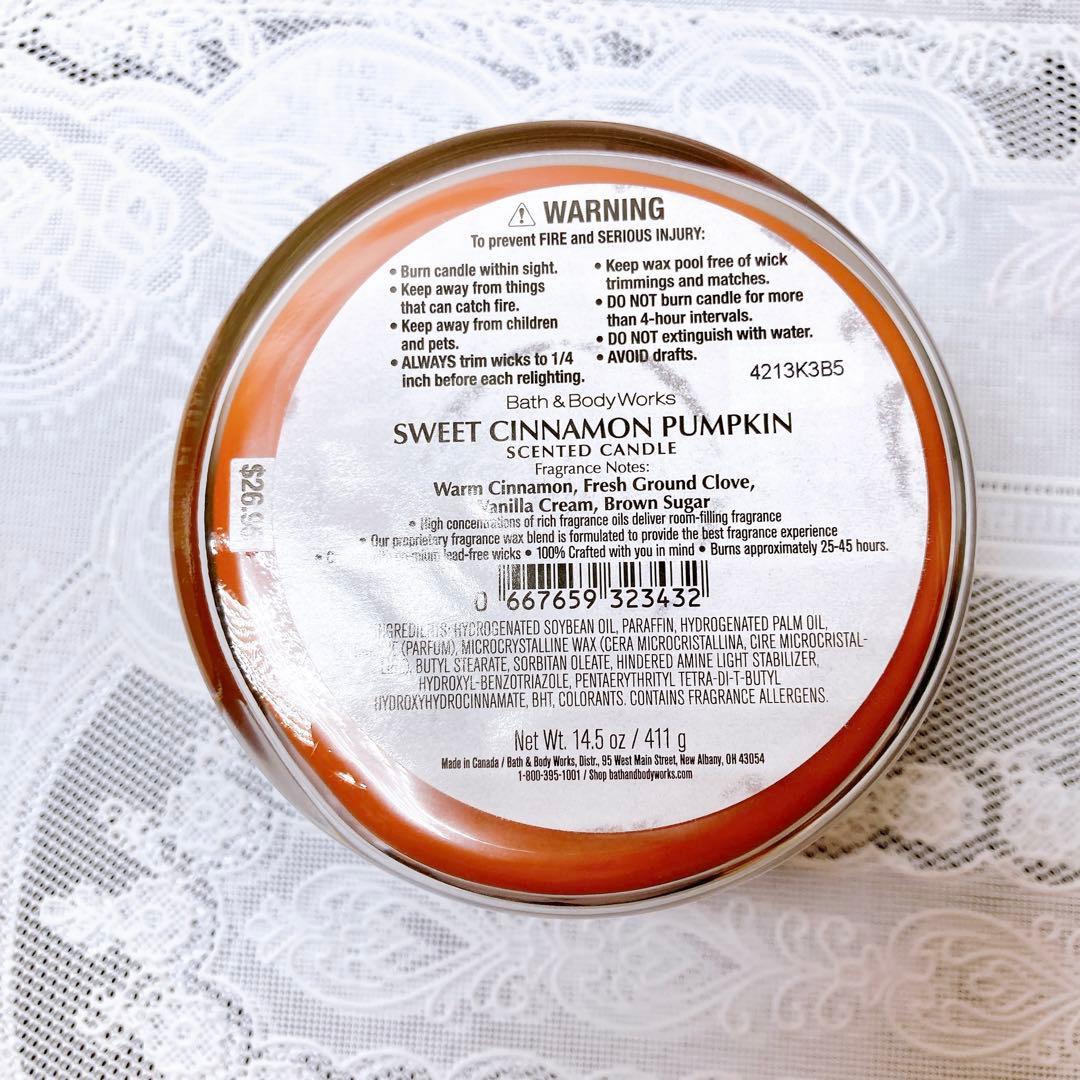 WARNING
To prevent FIRE and SERIOUS INJURY:
• Burn candle within sight.
• Keep away from things
that can catch fire.
• Keep away from children
and pets.
• ALWAYS trim wicks to 1/4
inch before each relighting.
• Keep wax pool free of wick
trimmings and matches.
• DO NOT burn candle for more
than 4-hour intervals.
• DO NOT extinguish with water.
• AVOID drafts.
4213K3B5
Bath & Body Works
SWEET CINNAMON PUMPKIN
SCENTED CANDLE
Fragrance Notes:
Warm Cinnamon, Fresh Ground Clove,
Vanilla Cream, Brown Sugar
• High concentrations of rich fragrance oils deliver room-filling fragrance
• Our proprietary fragrance wax blend is formulated to provide the best fragrance experience
lead-free wicks • 100% Crafted with you in mind • Burns approximately 25-45 hours.
0 667659 323432
INGREDIENTS: HYDROGENATED SOYBEAN OIL, PARAFFIN, HYDROGENATED PALM OIL,
(PARFUM), MICROCRYSTALLINE WAX (CERA MICROCRISTALLINA, CIRE MICROCRISTAL-
BUTYL STEARATE, SORBITAN OLEATE, HINDERED AMINE LIGHT STABILIZER,
HYDROXYL-BENZOTRIAZOLE, PENTAERYTHRITYL TETRA-DI-T-BUTYL
HYDROXYHYDROCINNAMATE, BHT, COLORANTS. CONTAINS FRAGRANCE ALLERGENS.
Net Wt. 14.5 oz / 411 g
Made in Canada / Bath & Body Works, Distr., 95 West Main Street, New Albany, OH 43054
1-800-395-1001 / Shop bathandbodyworks.com